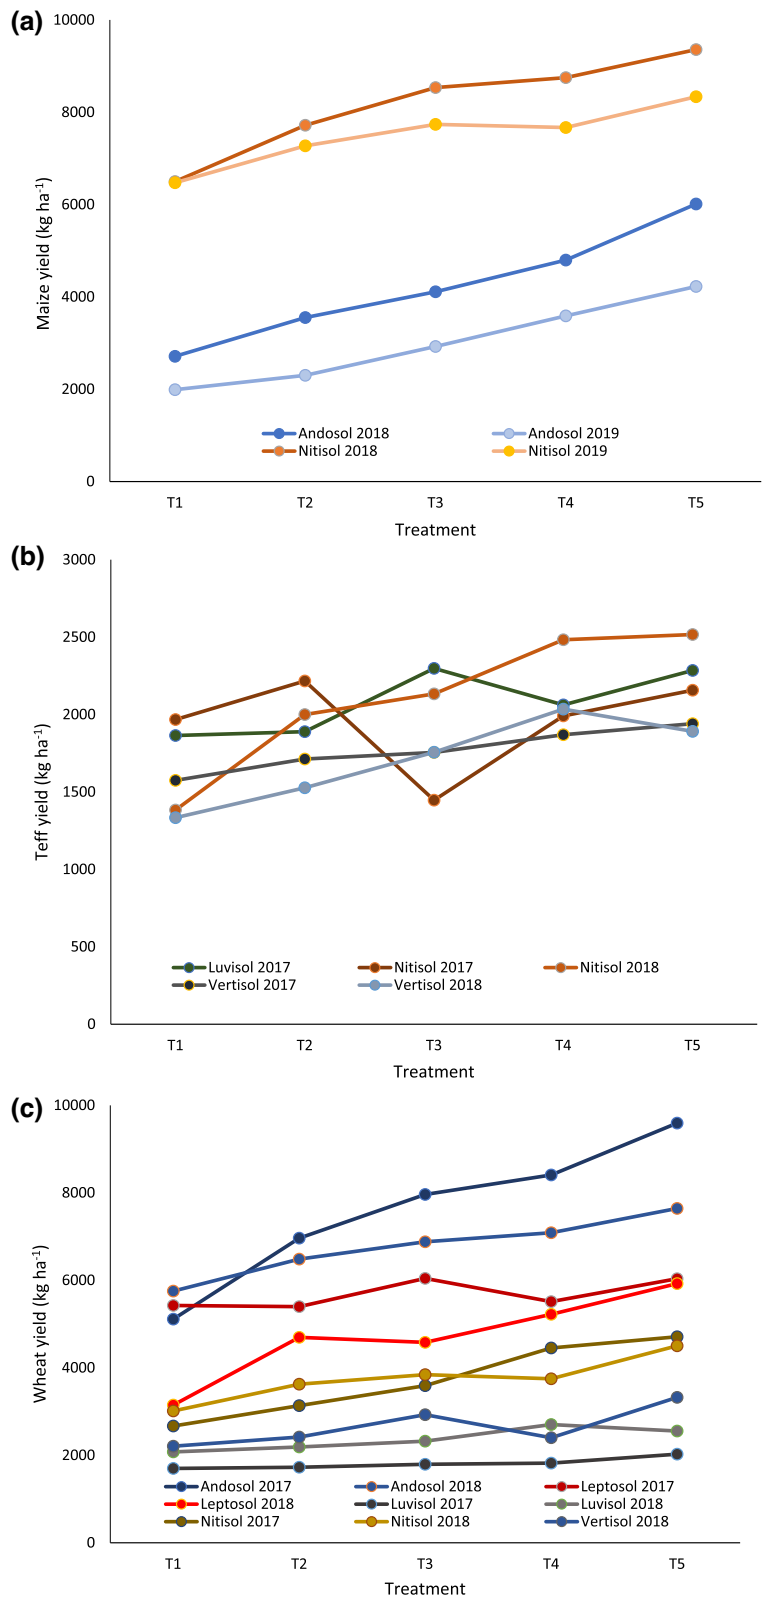 (a)
10000
8000
6000
4000
2000
0
Maize yield (kg ha-1)
Andosol 2018 Andosol 2019
Nitisol 2018 Nitisol 2019
T1 T2 T3 T4 T5
Treatment
(b)
3000
2500
2000
1500
1000
500
0
Teff yield (kg ha-1)
Luvisol 2017 Nitisol 2017 Nitisol 2018
Vertisol 2017 Vertisol 2018
T1 T2 T3 T4 T5
Treatment
(c)
10000
8000
6000
4000
2000
0
Wheat yield (kg ha-1)
Andosol 2017 Andosol 2018 Leptosol 2017
Leptosol 2018 Luvisol 2017 Luvisol 2018
Nitisol 2017 Nitisol 2018 Vertisol 2018
T1 T2 T3 T4 T5
Treatment